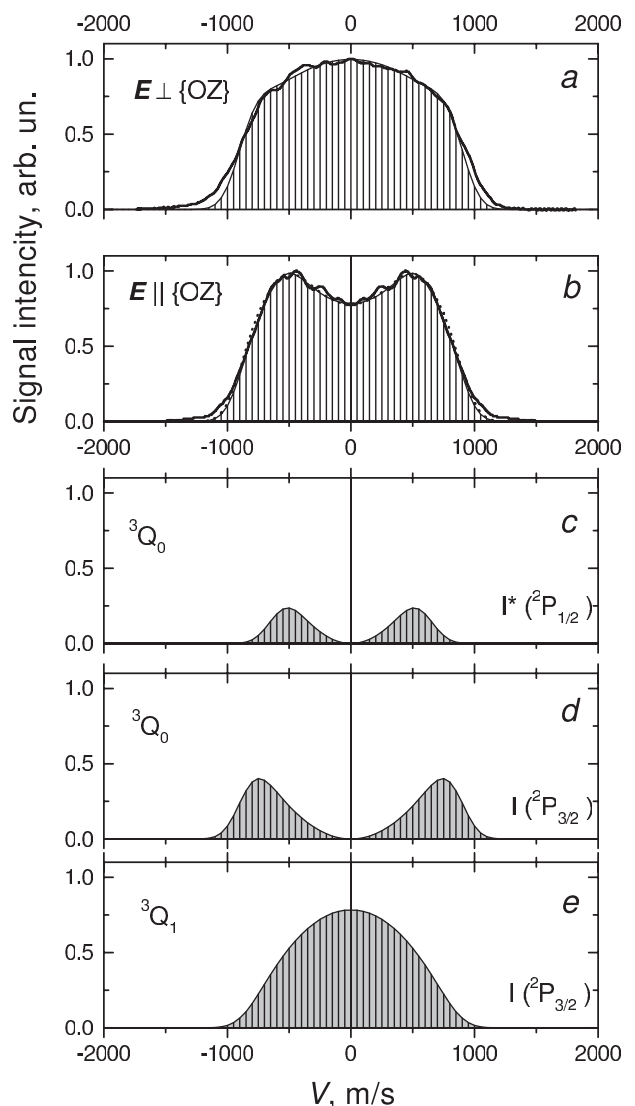 -2000 -1000 0 1000 2000
1.0
E ⊥ {OZ}
a
0.5
0.0
1.0
E || {OZ}
b
0.5
0.0
-2000 -1000 0 1000 2000
1.0
³Q₀
c
0.5
I* (²P₁/₂)
0.0
1.0
³Q₀
d
0.5
I (²P₃/₂)
0.0
1.0
³Q₁
e
0.5
I (²P₃/₂)
0.0
-2000 -1000 0 1000 2000
V, m/s
Signal intencity, arb. un.